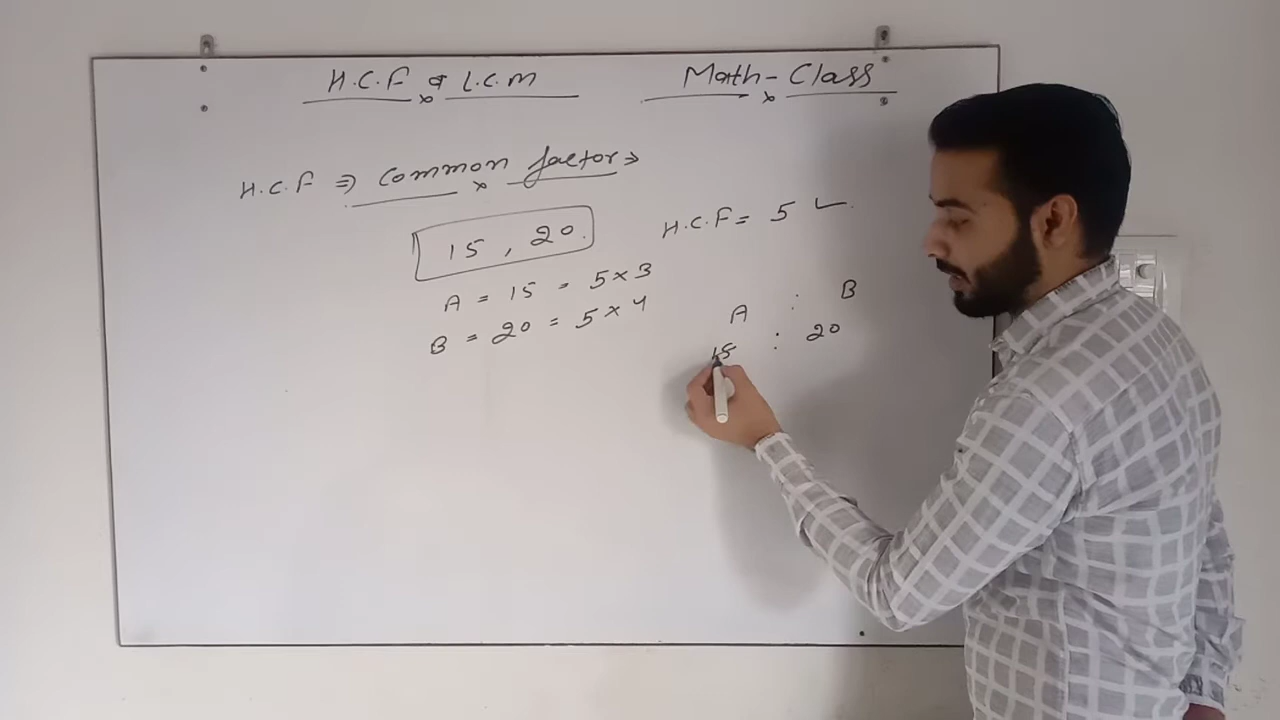 H.C.F & L.C.M
Math-Class
H.C.F ⇒ Common factor ⇒
15 , 20
H.C.F = 5 ✓
A = 15 = 5 × 3
B = 20 = 5 × 4
A : B
15 : 20